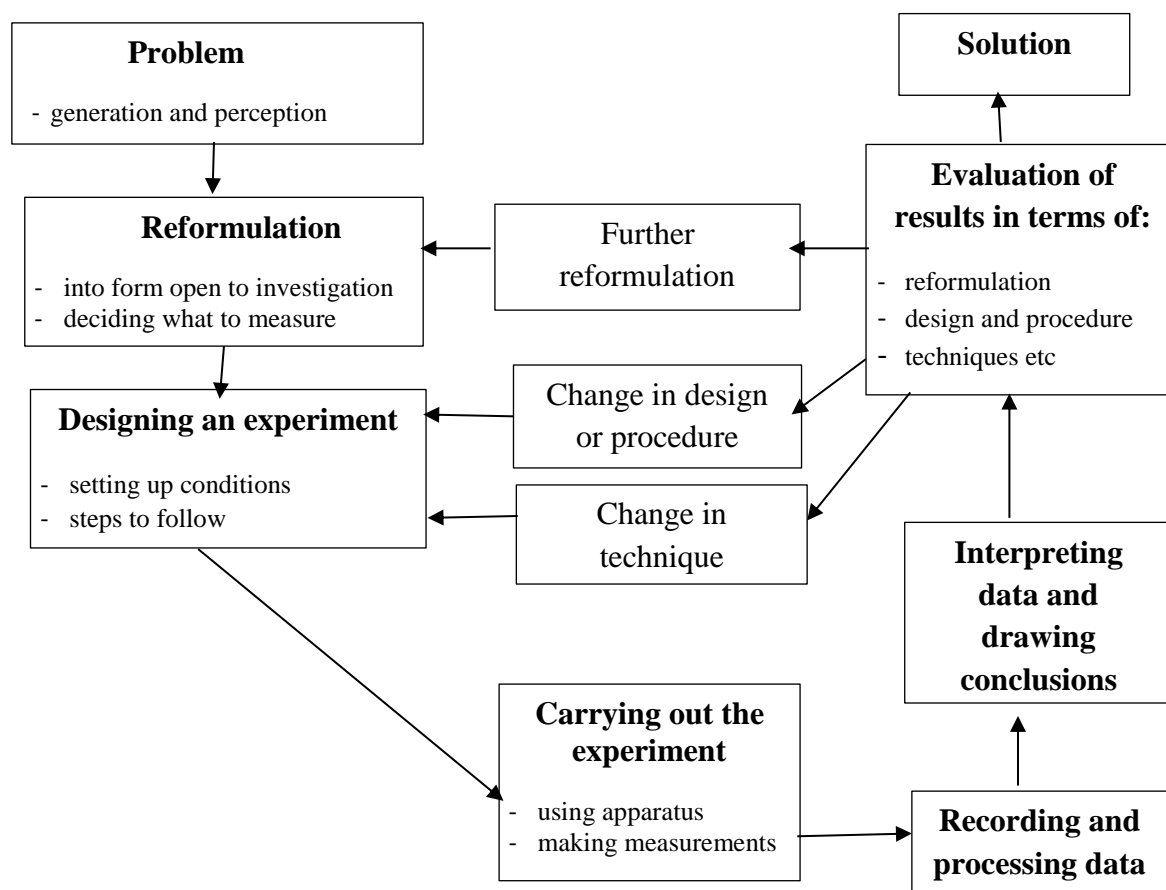 Problem
- generation and perception
Reformulation
- into form open to investigation
- deciding what to measure
Designing an experiment
- setting up conditions
- steps to follow
Further
reformulation
Change in design
or procedure
Change in
technique
Carrying out the
experiment
- using apparatus
- making measurements
Recording and
processing data
Interpreting
data and
drawing
conclusions
Evaluation of
results in terms of:
- reformulation
- design and procedure
- techniques etc
Solution